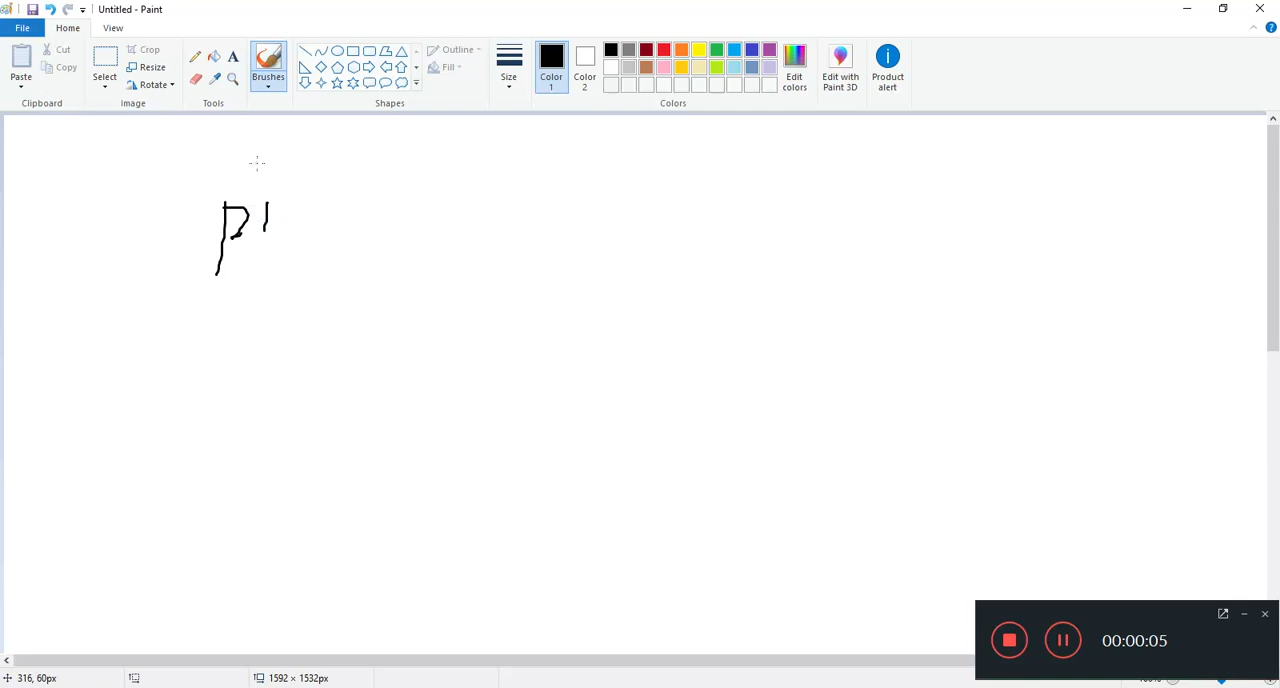 Untitled - Paint
File Home View
Paste Cut Copy Select Crop Resize Rotate A Brushes Outline Fill Size Color 1 Color 2 Edit colors Edit with Paint 3D Product alert
Clipboard Image Tools Shapes Colors
PI
00:00:05
316, 60px 1592 × 1532px